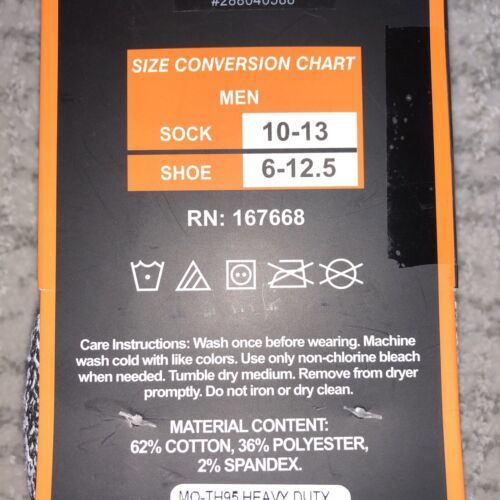 #288040588
SIZE CONVERSION CHART
MEN
SOCK 10-13
SHOE 6-12.5
RN: 167668
Care Instructions: Wash once before wearing. Machine
wash cold with like colors. Use only non-chlorine bleach
when needed. Tumble dry medium. Remove from dryer
promptly. Do not iron or dry clean.
MATERIAL CONTENT:
62% COTTON, 36% POLYESTER,
2% SPANDEX.
MO-TH95 HEAVY DUTY